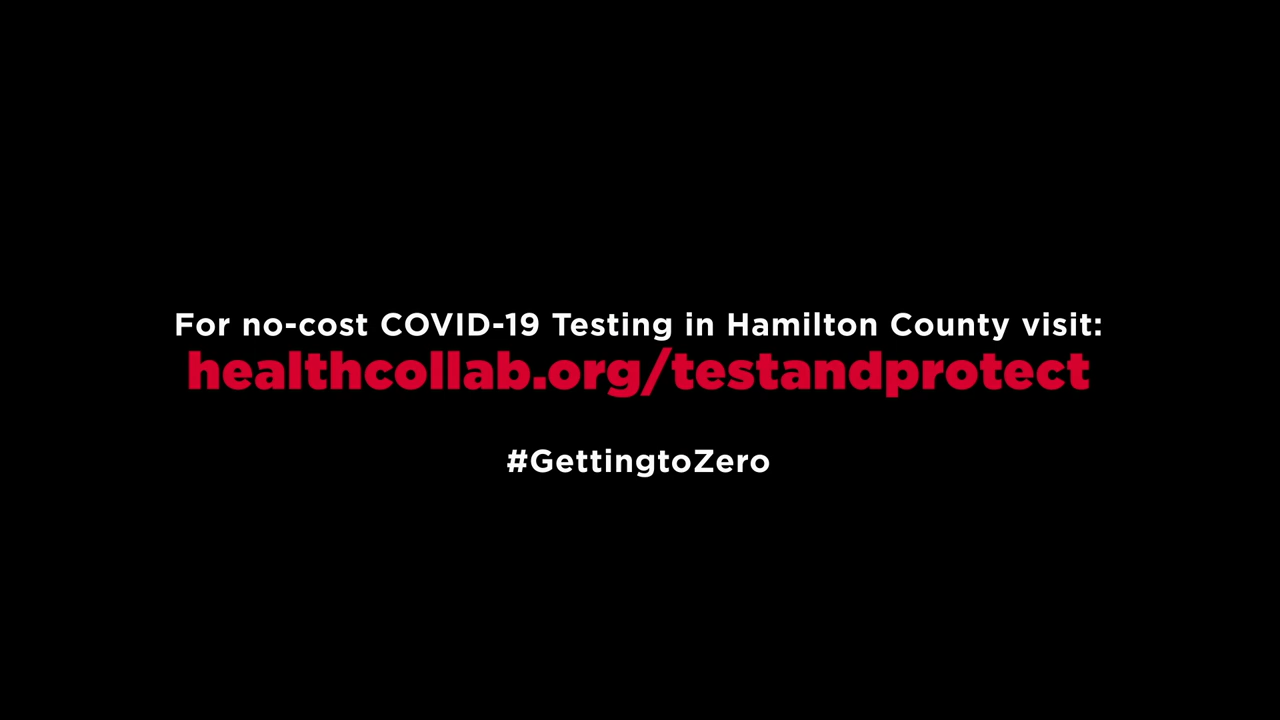 For no-cost COVID-19 Testing in Hamilton County visit:
healthcollab.org/testandprotect
#GettingtoZero